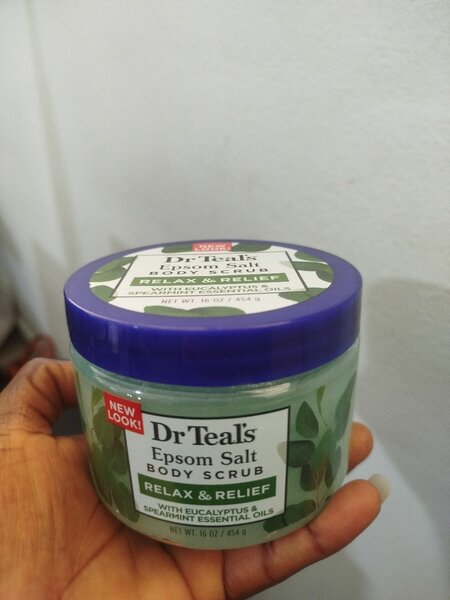 NEW
LOOK!
Dr Teal's
Epsom Salt
BODY SCRUB
RELAX & RELIEF
WITH EUCALYPTUS &
SPEARMINT ESSENTIAL OILS
NET WT. 16 OZ / 454 g
NEW
LOOK!
Dr Teal's®
Epsom Salt
BODY SCRUB
RELAX & RELIEF
WITH EUCALYPTUS &
SPEARMINT ESSENTIAL OILS
NET WT. 16 OZ / 454 g